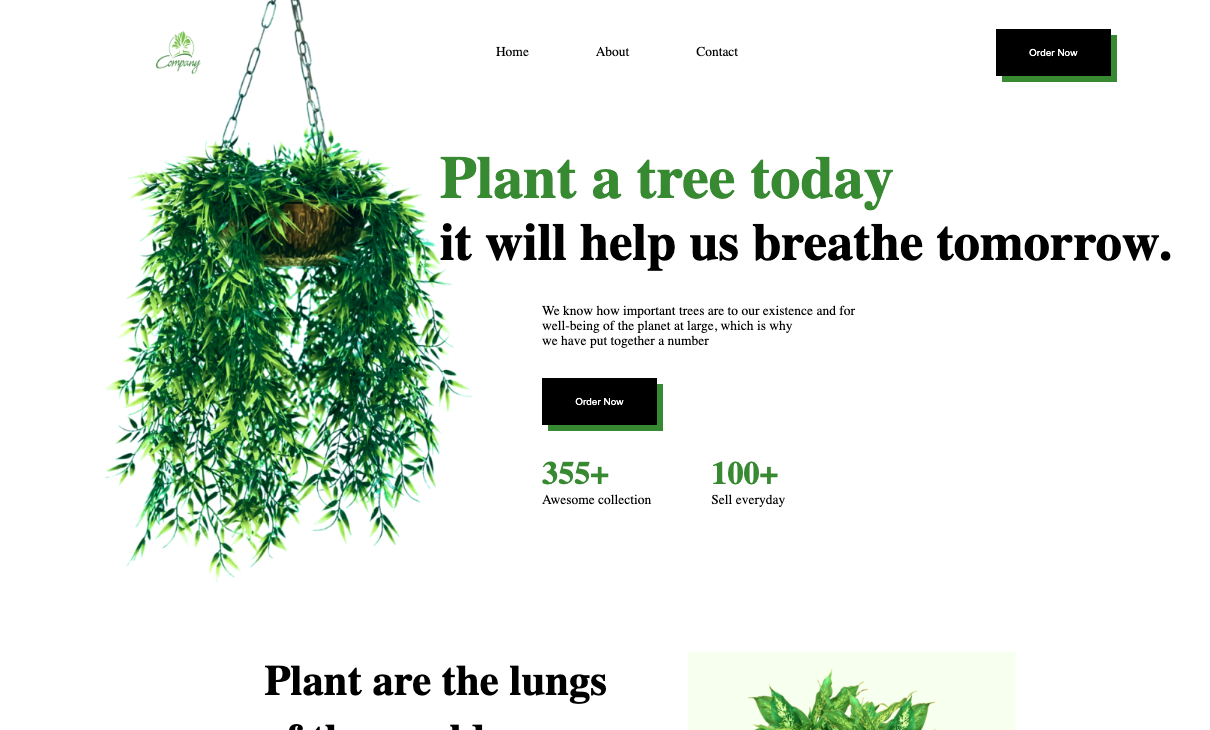 Company
Home
About
Contact
Order Now
Plant a tree today
it will help us breathe tomorrow.
We know how important trees are to our existence and for
well-being of the planet at large, which is why
we have put together a number
Order Now
355+
Awesome collection
100+
Sell everyday
Plant are the lungs